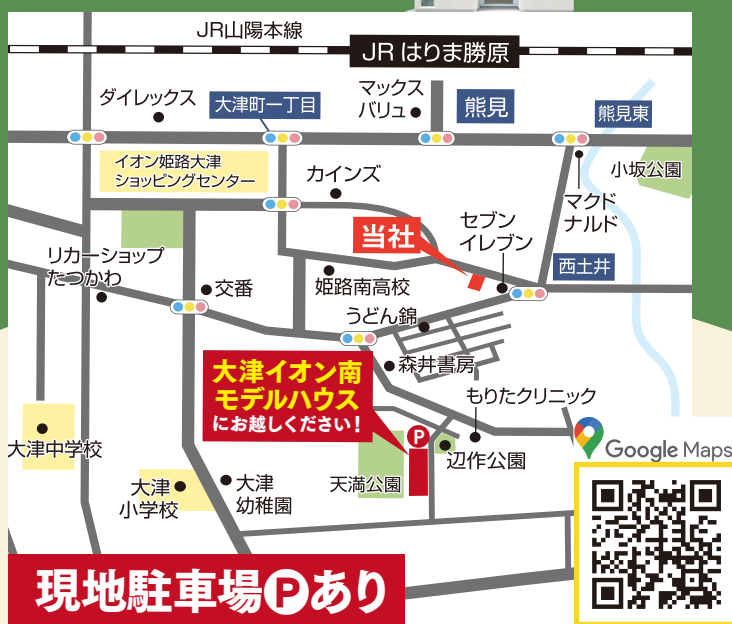 JR山陽本線
JR はりま勝原
ダイレックス
大津町一丁目
マックス
バリュ
熊見
熊見東
イオン姫路大津
ショッピングセンター
カインズ
小坂公園
マクド
ナルド
セブン
イレブン
当社
西土井
リカーショップ
たつかわ
交番
姫路南高校
うどん錦
森井書房
大津イオン南
モデルハウス
にお越しください！
もりたクリニック
P
辺作公園
Google Maps
大津中学校
大津
小学校
大津
幼稚園
天満公園
現地駐車場Pあり